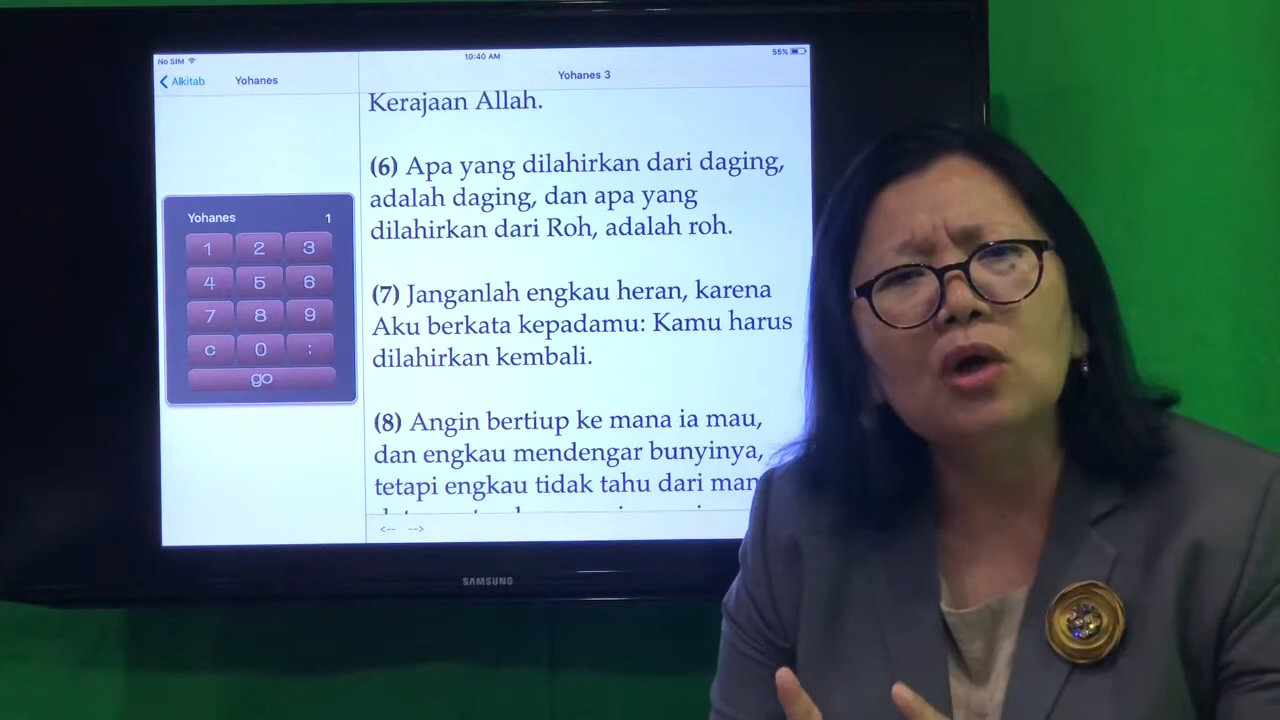 No SIM
10:40 AM
55%
Alkitab
Yohanes
Yohanes 3
Kerajaan Allah.
(6) Apa yang dilahirkan dari daging,
adalah daging, dan apa yang
dilahirkan dari Roh, adalah roh.
(7) Janganlah engkau heran, karena
Aku berkata kepadamu: Kamu harus
dilahirkan kembali.
(8) Angin bertiup ke mana ia mau,
dan engkau mendengar bunyinya,
tetapi engkau tidak tahu dari
Yohanes 1
1 2 3
4 5 6
7 8 9
c 0 :
go
<-- -->
SAMSUNG